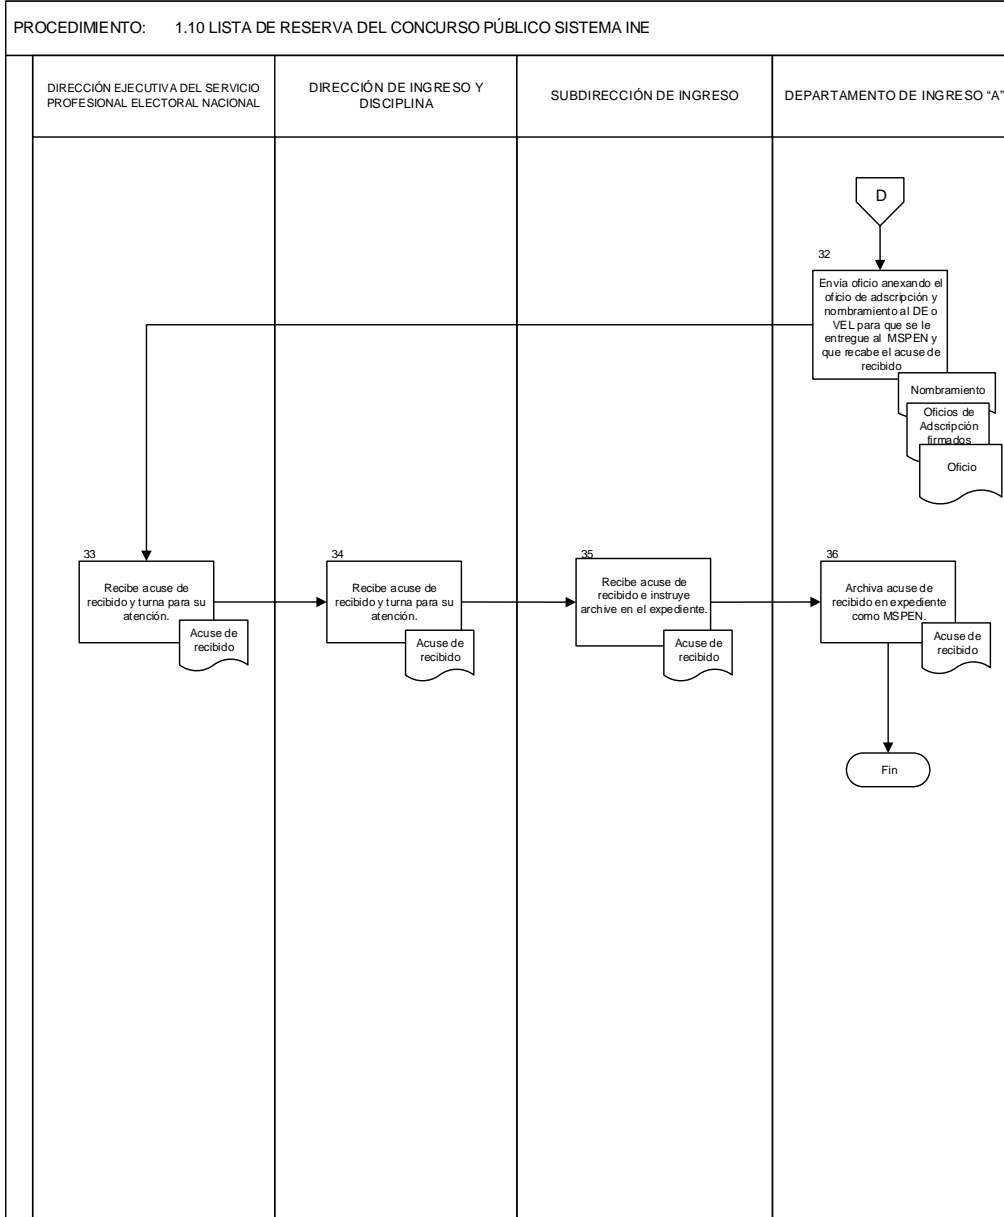 PROCEDIMIENTO: 1.10 LISTA DE RESERVA DEL CONCURSO PÚBLICO SISTEMA INE
DIRECCIÓN EJECUTIVA DEL SERVICIO
PROFESIONAL ELECTORAL NACIONAL
DIRECCIÓN DE INGRESO Y
DISCIPLINA
SUBDIRECCIÓN DE INGRESO
DEPARTAMENTO DE INGRESO “A”
D
32
Envía oficio anexando el
oficio de adscripción y
nombramiento al DE o
VEL para que se le
entregue al MSPEN y
que recabe el acuse de
recibido
Nombramiento
Oficios de
Adscripción
firmados
Oficio
33
Recibe acuse de
recibido y turna para su
atención.
Acuse de
recibido
34
Recibe acuse de
recibido y turna para su
atención.
Acuse de
recibido
35
Recibe acuse de
recibido e instruye
archive en el expediente.
Acuse de
recibido
36
Archiva acuse de
recibido en expediente
como MSPEN.
Acuse de
recibido
Fin